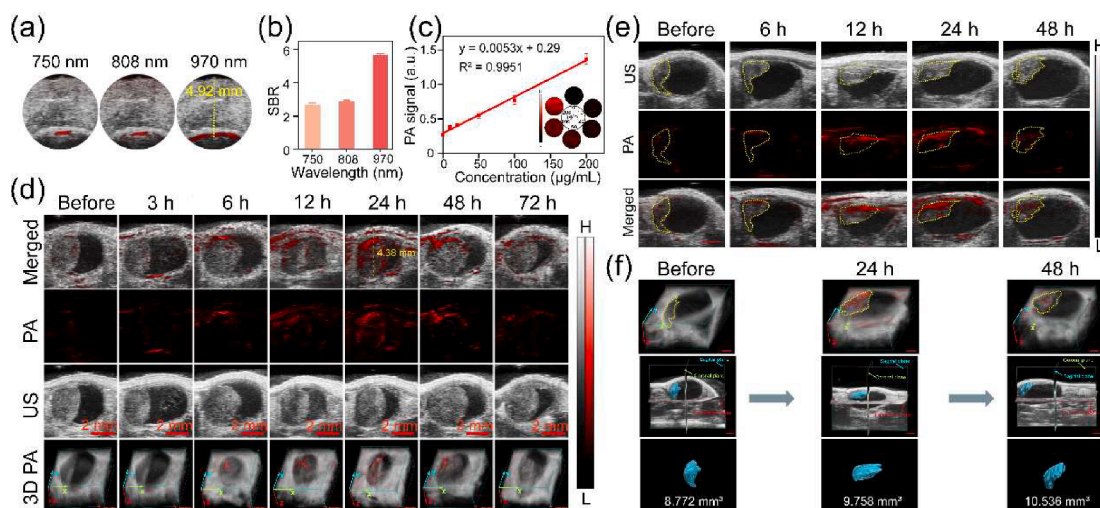 (a)
750 nm 808 nm 970 nm
4.92 mm
(b)
SBR
6
4
2
0
750 808 970
Wavelength (nm)
(c)
PA signal (a.u.)
1.5
1.0
0.5
0.0
y = 0.0053x + 0.29
R² = 0.9951
0 50 100 150 200
Concentration (μg/mL)
(d)
Before 3 h 6 h 12 h 24 h 48 h 72 h
Merged
4.38 mm
PA
US
2 mm 2 mm 2 mm 2 mm 2 mm 2 mm 2 mm
3D PA
H
L
(e)
Before 6 h 12 h 24 h 48 h
US
PA
Merged
H
L
(f)
Before 24 h 48 h
Sagittal plane
Coronal plane
8.772 mm³ 9.758 mm³ 10.536 mm³